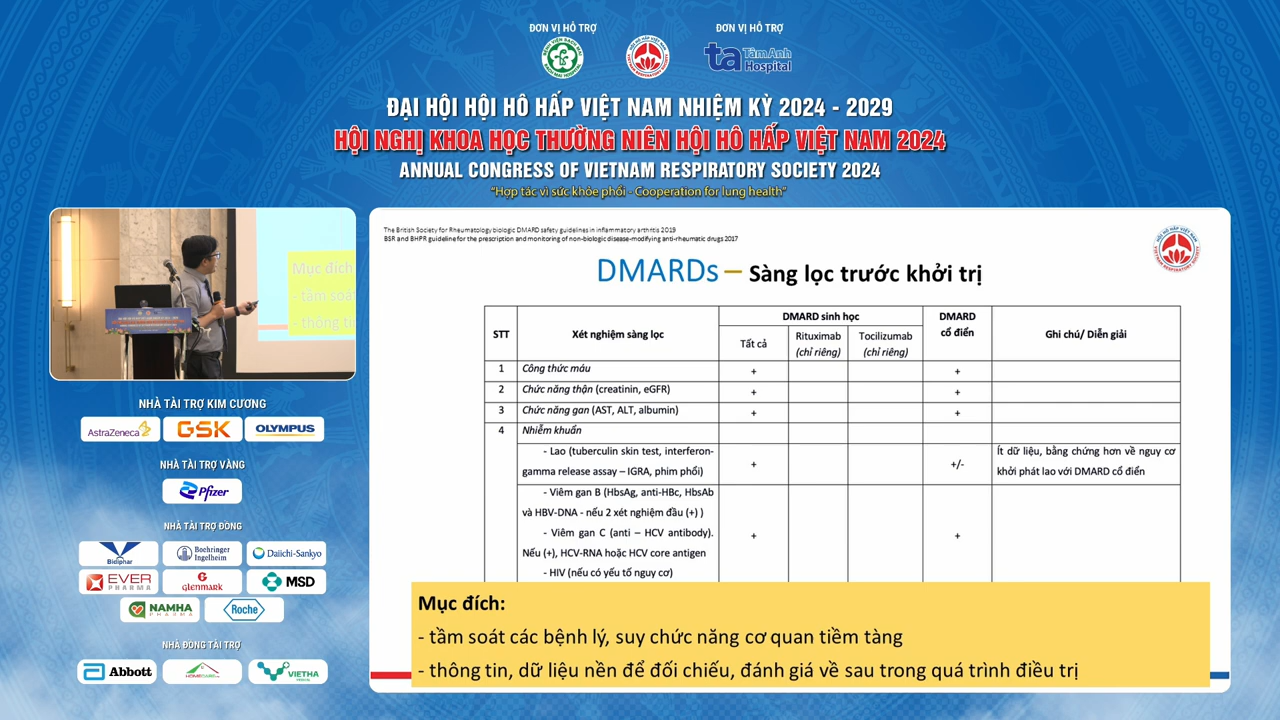 ĐƠN VỊ HỖ TRỢ
ĐƠN VỊ HỖ TRỢ
TâmAnh
Hospital
ĐẠI HỘI HỘI HÔ HẤP VIỆT NAM NHIỆM KỲ 2024 - 2029
HỘI NGHỊ KHOA HỌC THƯỜNG NIÊN HỘI HÔ HẤP VIỆT NAM 2024
ANNUAL CONGRESS OF VIETNAM RESPIRATORY SOCIETY 2024
"Hợp tác vì sức khỏe phổi - Cooperation for lung health"
Mục đích
- tầm soát
- thông ti
NHÀ TÀI TRỢ KIM CƯƠNG
AstraZeneca
GSK
OLYMPUS
NHÀ TÀI TRỢ VÀNG
Pfizer
NHÀ TÀI TRỢ ĐỒNG
Bidiphar
Boehringer
Ingelheim
Daiichi-Sankyo
EVER
PHARMA
GLENMARK
MSD
NAMHA
PHARMA
Roche
NHÀ ĐỒNG TÀI TRỢ
Abbott
VIETHA
The British Society for Rheumatology biologic DMARD safety guidelines in inflammatory arthritis 2019
BSR and BHPR guideline for the prescription and monitoring of non-biologic disease-modifying anti-rheumatic drugs 2017
DMARDs – Sàng lọc trước khởi trị
STT Xét nghiệm sàng lọc DMARD sinh học DMARD cổ điển Ghi chú/ Diễn giải
Tất cả Rituximab (chỉ riêng) Tocilizumab (chỉ riêng)
1 Công thức máu + +
2 Chức năng thận (creatinin, eGFR) + +
3 Chức năng gan (AST, ALT, albumin) + +
4 Nhiễm khuẩn
- Lao (tuberculin skin test, interferon-
gamma release assay – IGRA, phim phổi) + +/- Ít dữ liệu, bằng chứng hơn về nguy cơ
khởi phát lao với DMARD cổ điển
- Viêm gan B (HbsAg, anti-HBc, HbsAb
và HBV-DNA - nếu 2 xét nghiệm đầu (+) )
- Viêm gan C (anti – HCV antibody). + +
Nếu (+), HCV-RNA hoặc HCV core antigen
- HIV (nếu có yếu tố nguy cơ)
Mục đích:
- tầm soát các bệnh lý, suy chức năng cơ quan tiềm tàng
- thông tin, dữ liệu nền để đối chiếu, đánh giá về sau trong quá trình điều trị